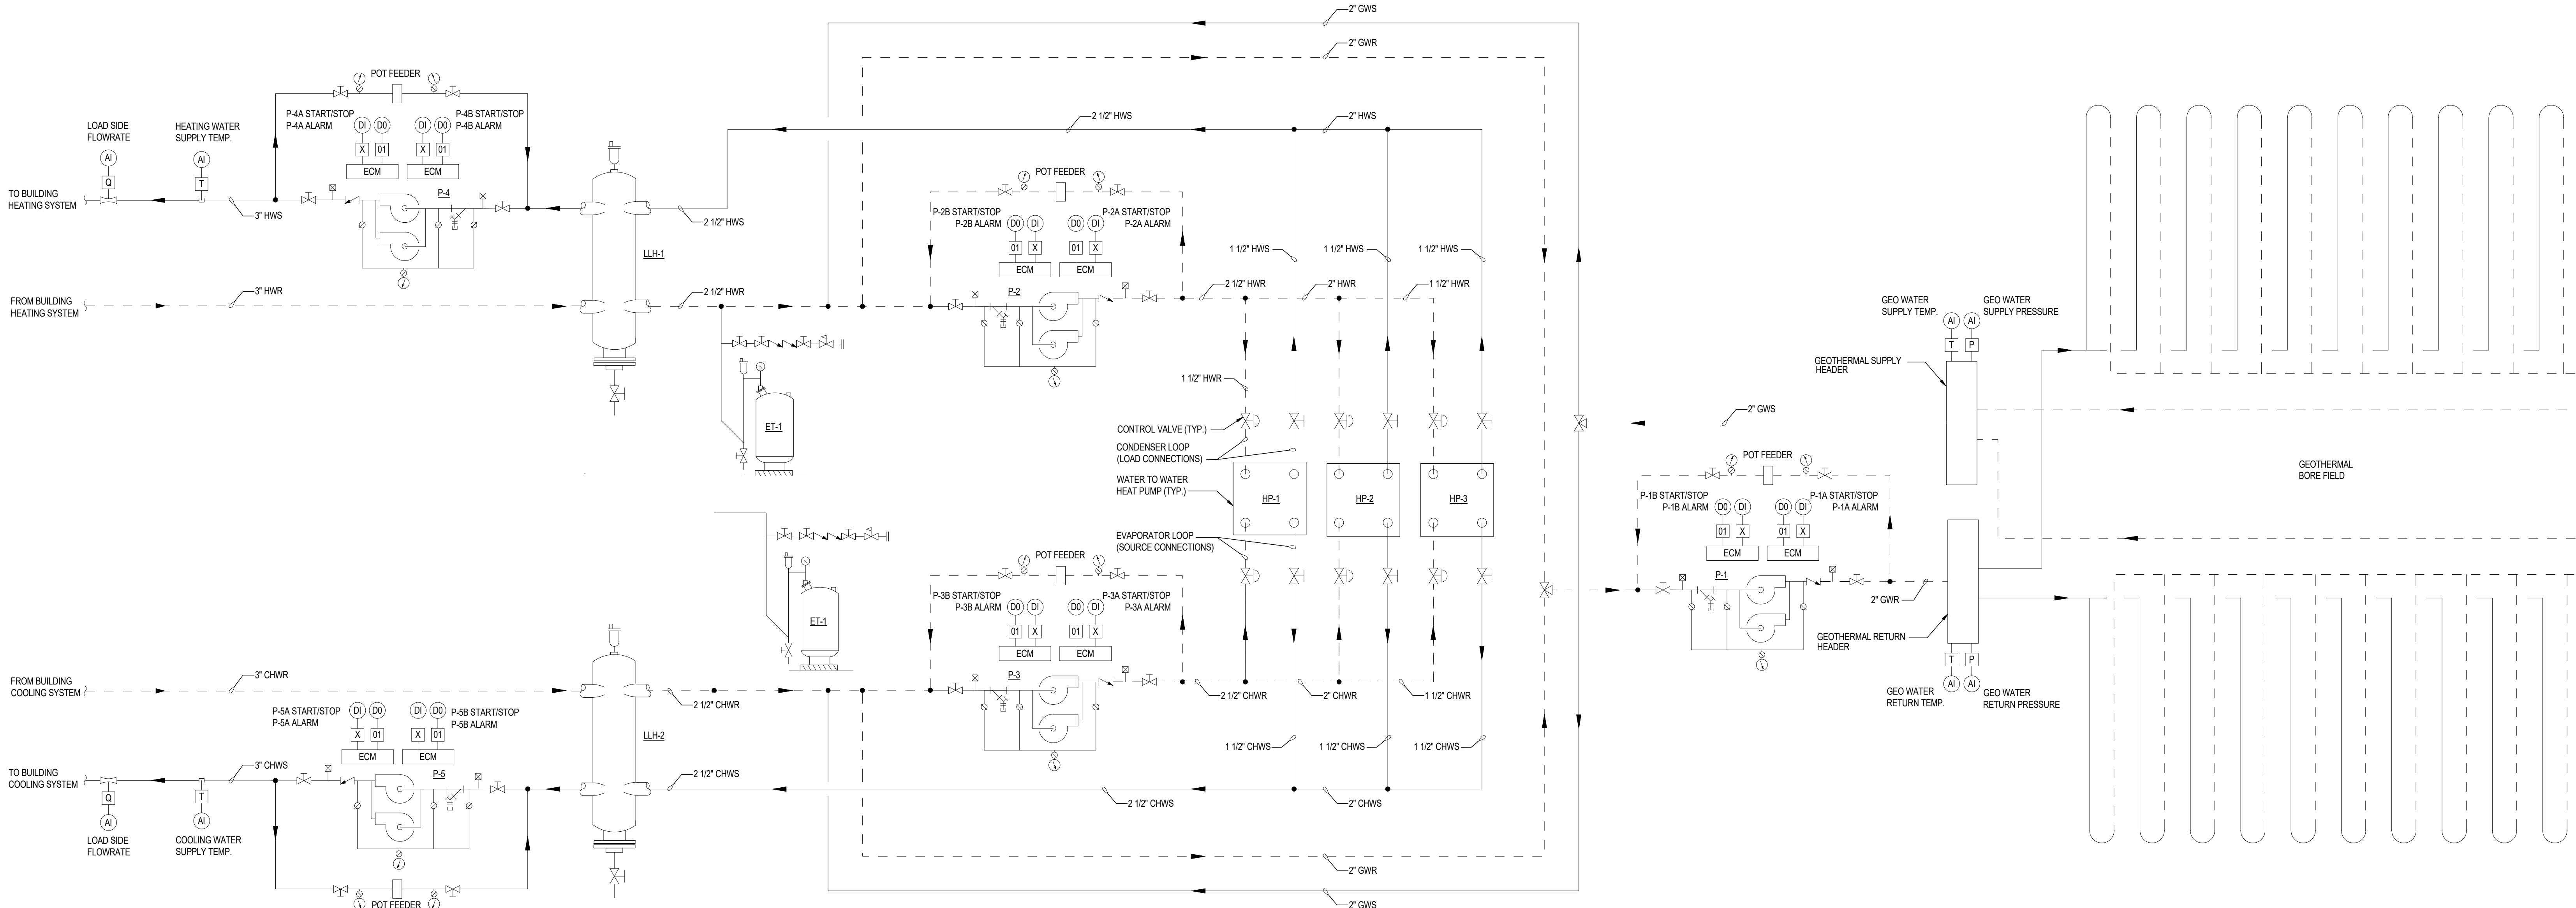 2" GWS
2" GWR
POT FEEDER
P-4A START/STOP
P-4A ALARM
P-4B START/STOP
P-4B ALARM
DI
D0
DI
D0
X
01
X
01
ECM
ECM
LOAD SIDE
FLOWRATE
HEATING WATER
SUPPLY TEMP.
AI
AI
Q
T
TO BUILDING
HEATING SYSTEM
3" HWS
P-4
2 1/2" HWS
2" HWS
2 1/2" HWS
LLH-1
FROM BUILDING
HEATING SYSTEM
3" HWR
2 1/2" HWR
POT FEEDER
P-2B START/STOP
P-2B ALARM
P-2A START/STOP
P-2A ALARM
D0
DI
D0
DI
01
X
01
X
ECM
ECM
P-2
1 1/2" HWS
1 1/2" HWS
1 1/2" HWS
2 1/2" HWR
2" HWR
1 1/2" HWR
1 1/2" HWR
ET-1
CONTROL VALVE (TYP.)
CONDENSER LOOP
(LOAD CONNECTIONS)
WATER TO WATER
HEAT PUMP (TYP.)
HP-1
HP-2
HP-3
EVAPORATOR LOOP
(SOURCE CONNECTIONS)
GEO WATER
SUPPLY TEMP.
GEO WATER
SUPPLY PRESSURE
AI
AI
T
P
GEOTHERMAL SUPPLY
HEADER
2" GWS
GEOTHERMAL
BORE FIELD
POT FEEDER
P-1B START/STOP
P-1B ALARM
P-1A START/STOP
P-1A ALARM
D0
DI
D0
DI
01
X
01
X
ECM
ECM
P-1
2" GWR
GEOTHERMAL RETURN
HEADER
T
P
AI
AI
GEO WATER
RETURN TEMP.
GEO WATER
RETURN PRESSURE
ET-1
POT FEEDER
P-3B START/STOP
P-3B ALARM
P-3A START/STOP
P-3A ALARM
D0
DI
D0
DI
01
X
01
X
ECM
ECM
P-3
2 1/2" CHWR
2" CHWR
1 1/2" CHWR
FROM BUILDING
COOLING SYSTEM
3" CHWR
2 1/2" CHWR
P-5A START/STOP
P-5A ALARM
P-5B START/STOP
P-5B ALARM
DI
D0
DI
D0
X
01
X
01
ECM
ECM
LLH-2
1 1/2" CHWS
1 1/2" CHWS
1 1/2" CHWS
TO BUILDING
COOLING SYSTEM
3" CHWS
P-5
2 1/2" CHWS
2 1/2" CHWS
2" CHWS
Q
T
AI
AI
LOAD SIDE
FLOWRATE
COOLING WATER
SUPPLY TEMP.
2" GWR
POT FEEDER
2" GWS